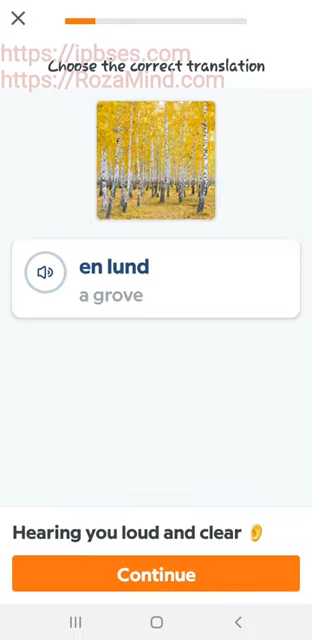 https://ipbses.com
https://RozaMind.com
Choose the correct translation
en lund
a grove
Hearing you loud and clear 👂
Continue